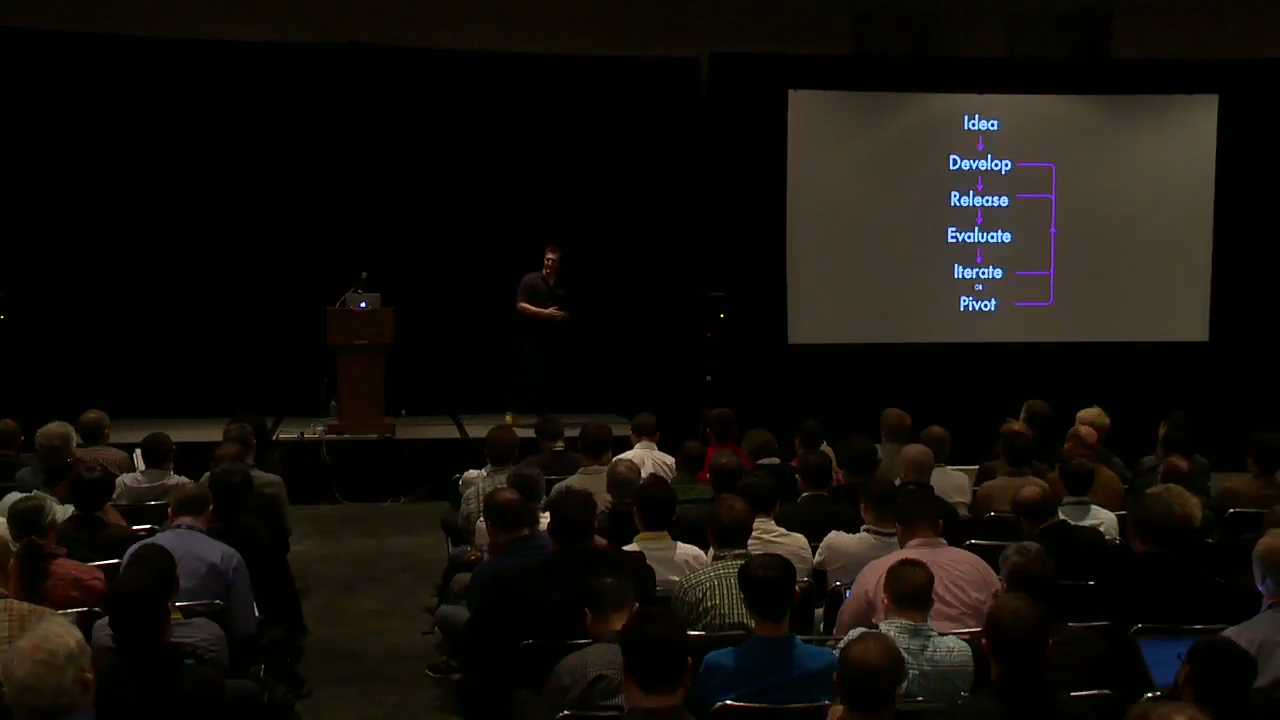 Idea
Develop
Release
Evaluate
Iterate
OR
Pivot